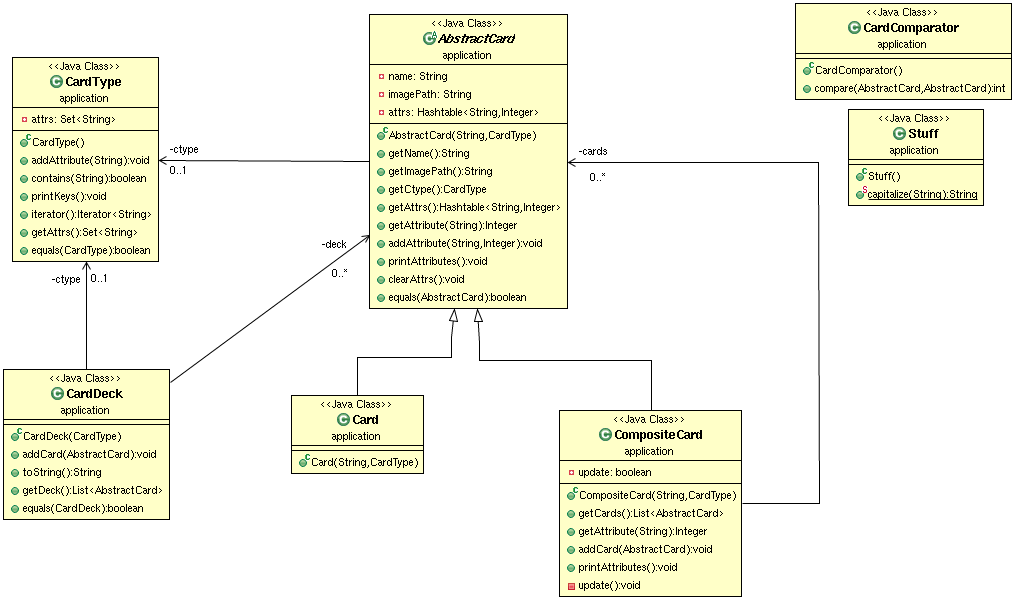 <<Java Class>>
CardType
application
attrs: Set<String>
CardType()
addAttribute(String):void
contains(String):boolean
printKeys():void
iterator():Iterator<String>
getAttrs():Set<String>
equals(CardType):boolean
<<Java Class>>
AbstractCard
application
name: String
imagePath: String
attrs: Hashtable<String,Integer>
AbstractCard(String,CardType)
getName():String
getImagePath():String
getCtype():CardType
getAttrs():Hashtable<String,Integer>
getAttribute(String):Integer
addAttribute(String,Integer):void
printAttributes():void
clearAttrs():void
equals(AbstractCard):boolean
<<Java Class>>
CardComparator
application
CardComparator()
compare(AbstractCard,AbstractCard):int
<<Java Class>>
Stuff
application
Stuff()
capitalize(String):String
-ctype
0..1
-cards
0..*
-deck
0..*
-ctype
0..1
<<Java Class>>
CardDeck
application
CardDeck(CardType)
addCard(AbstractCard):void
toString():String
getDeck():List<AbstractCard>
equals(CardDeck):boolean
<<Java Class>>
Card
application
Card(String,CardType)
<<Java Class>>
CompositeCard
application
update: boolean
CompositeCard(String,CardType)
getCards():List<AbstractCard>
getAttribute(String):Integer
addCard(AbstractCard):void
printAttributes():void
update():void